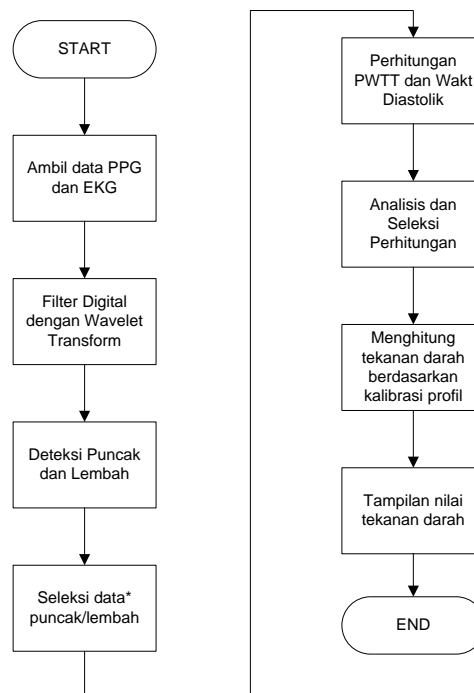 START
Ambil data PPG
dan EKG
Filter Digital
dengan Wavelet
Transform
Deteksi Puncak
dan Lembah
Seleksi data*
puncak/lembah
Perhitungan
PWTT dan Wakt
Diastolik
Analisis dan
Seleksi
Perhitungan
Menghitung
tekanan darah
berdasarkan
kalibrasi profil
Tampilan nilai
tekanan darah
END